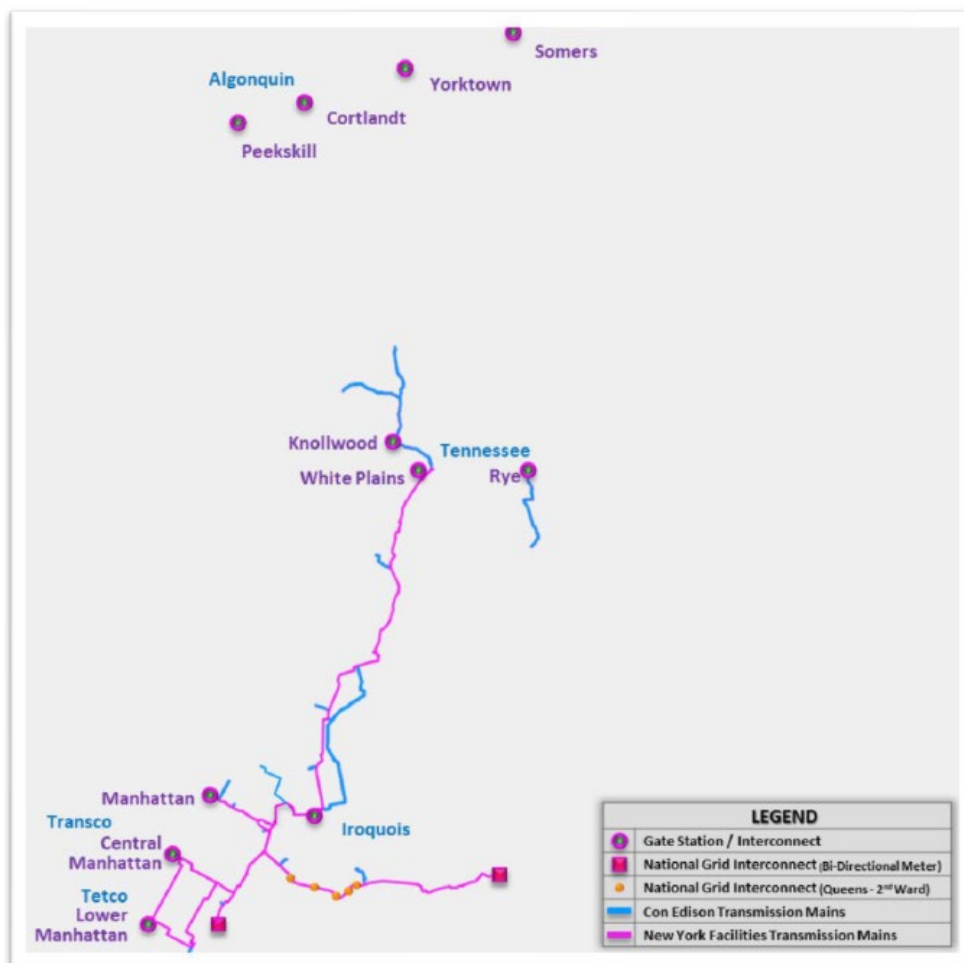 Somers
Algonquin
Yorktown
Cortlandt
Peekskill
Knollwood
Tennessee
White Plains
Rye
Manhattan
Transco
Central
Manhattan
Iroquois
Tetco
Lower
Manhattan
LEGEND
Gate Station / Interconnect
National Grid Interconnect (Bi-Directional Meter)
National Grid Interconnect (Queens - 2nd Ward)
Con Edison Transmission Mains
New York Facilities Transmission Mains